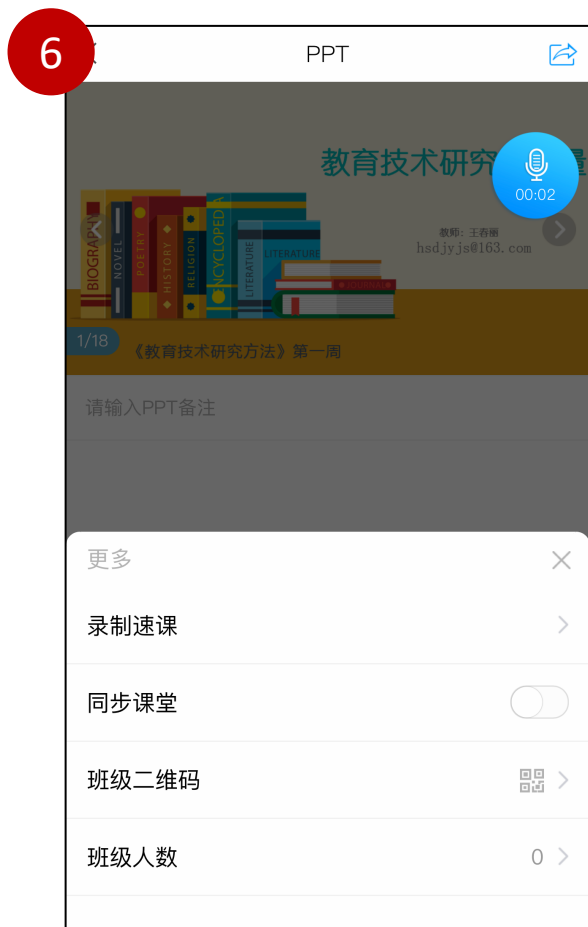 6
PPT
教育技术研究
量
00:02
教师: 王春丽
hsdjyjs@163.com
BIOGRAPHY
NOVEL
POETRY
HISTORY
RELIGION
ENCYCLOPEDIA
LITERATURE
LITERATURE
JOURNAL
1/18
《教育技术研究方法》第一周
请输入PPT备注
更多
录制速课
同步课堂
班级二维码
班级人数
0